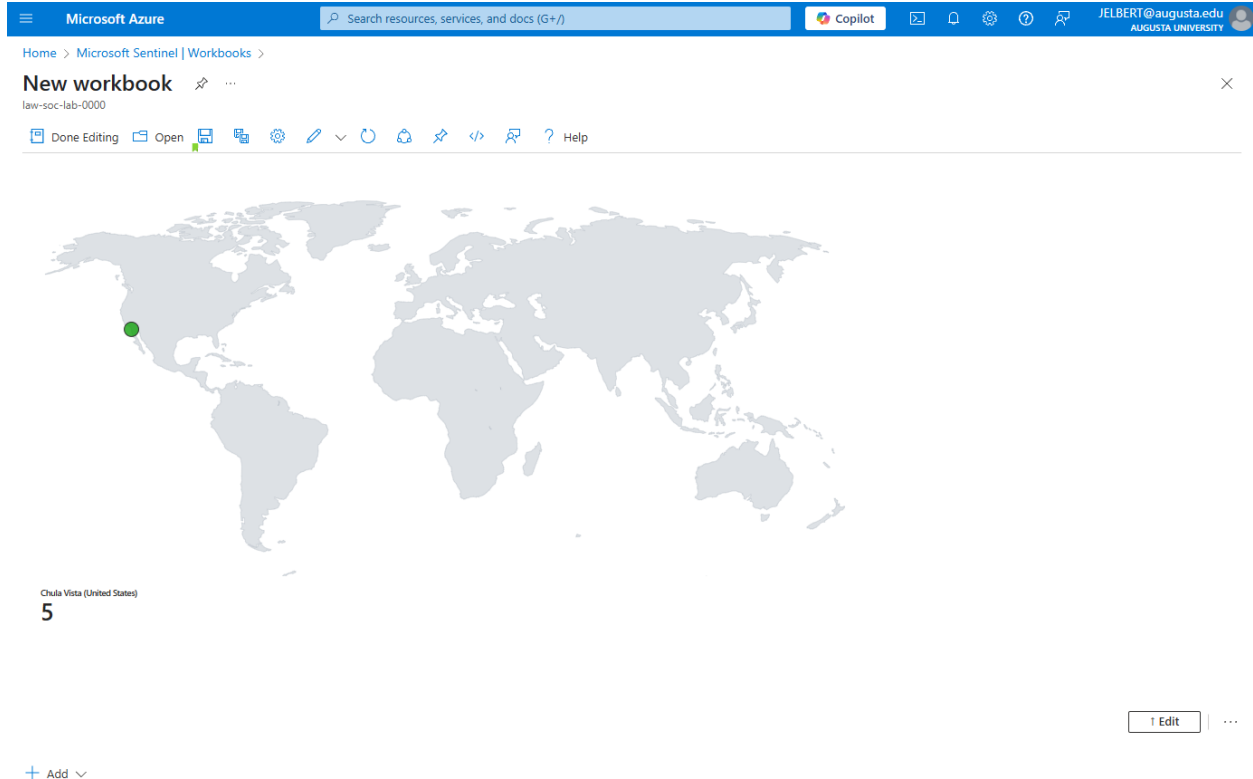 Microsoft Azure
Search resources, services, and docs (G+/)
Copilot
JELBERT@augusta.edu
AUGUSTA UNIVERSITY
Home > Microsoft Sentinel | Workbooks >
New workbook
law-soc-lab-0000
Done Editing Open ? Help
Chula Vista (United States)
5
↑ Edit
+ Add